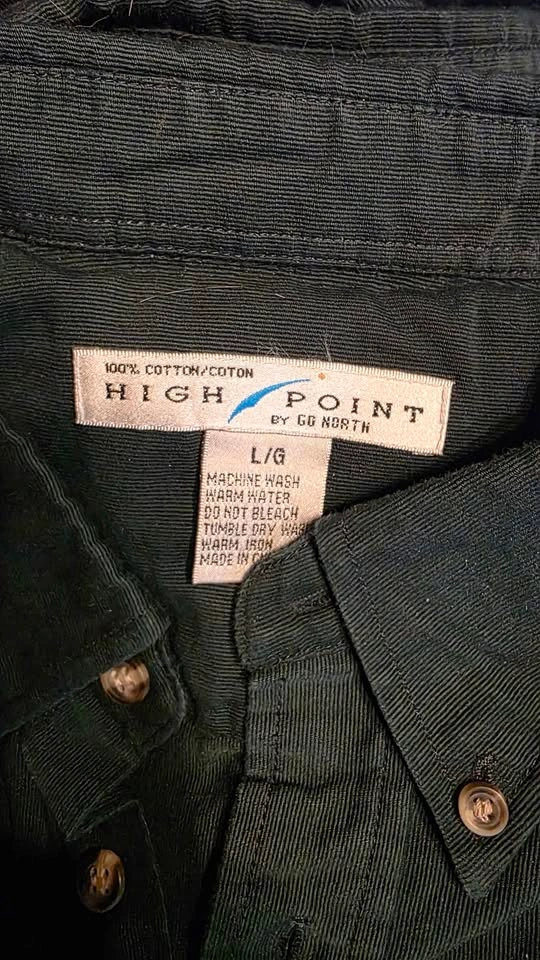 100% COTTON/COTON
HIGH POINT
BY GG NORTH
L/G
MACHINE WASH
WARM WATER
DO NOT BLEACH
TUMBLE DRY
WARM IRON
MADE IN